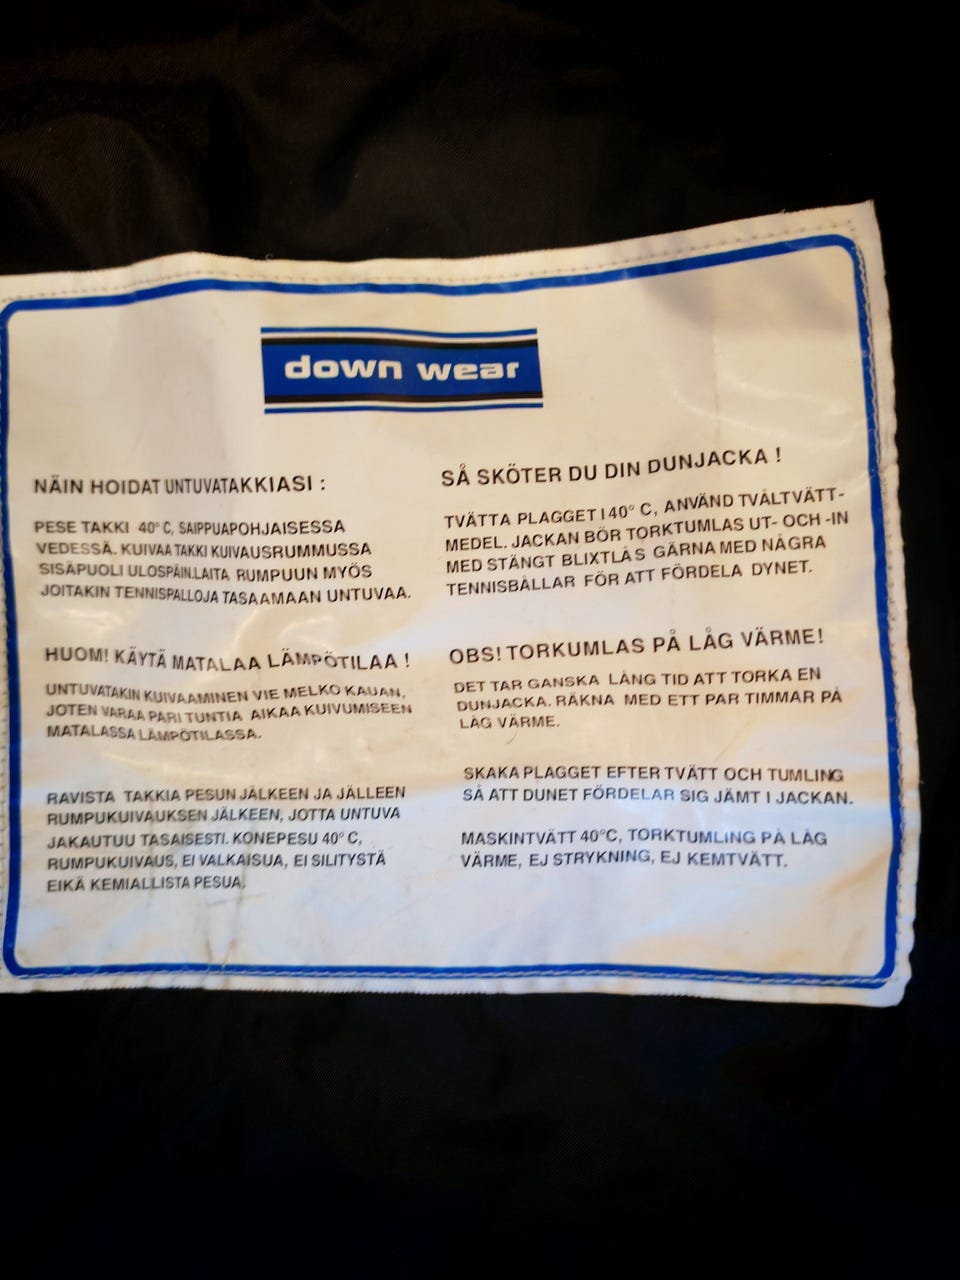 down wear
NÄIN HOIDAT UNTUVATAKKIASI :
PESE TAKKI 40° C, SAIPPUAPOHJAISESSA
VEDESSÄ. KUIVAA TAKKI KUIVAUSRUMMUSSA
SISÄPUOLI ULOSPÄIN.LAITA RUMPUUN MYÖS
JOITAKIN TENNISPALLOJA TASAAMAAN UNTUVAA.
HUOM! KÄYTÄ MATALAA LÄMPÖTILAA !
UNTUVATAKIN KUIVAAMINEN VIE MELKO KAUAN,
JOTEN VARAA PARI TUNTIA AIKAA KUIVUMISEEN
MATALASSA LÄMPÖTILASSA.
RAVISTA TAKKIA PESUN JÄLKEEN JA JÄLLEEN
RUMPUKUIVAUKSEN JÄLKEEN, JOTTA UNTUVA
JAKAUTUU TASAISESTI. KONEPESU 40° C,
RUMPUKUIVAUS, EI VALKAISUA, EI SILITYSTÄ
EIKÄ KEMIALLISTA PESUA.
SÅ SKÖTER DU DIN DUNJACKA !
TVÄTTA PLAGGET I 40° C, ANVÄND TVÅLTVÄTT-
MEDEL. JACKAN BÖR TORKTUMLAS UT- OCH -IN
MED STÄNGT BLIXTLÅS GÄRNA MED NÅGRA
TENNISBÅLLAR FÖR ATT FÖRDELA DYNET.
OBS! TORKUMLAS PÅ LÅG VÄRME!
DET TAR GANSKA LÅNG TID ATT TORKA EN
DUNJACKA. RÄKNA MED ETT PAR TIMMAR PÅ
LÅG VÄRME.
SKAKA PLAGGET EFTER TVÄTT OCH TUMLING
SÅ ATT DUNET FÖRDELAR SIG JÄMT I JACKAN.
MASKINTVÄTT 40°C, TORKTUMLING PÅ LÅG
VÄRME, EJ STRYKNING, EJ KEMTVÄTT.